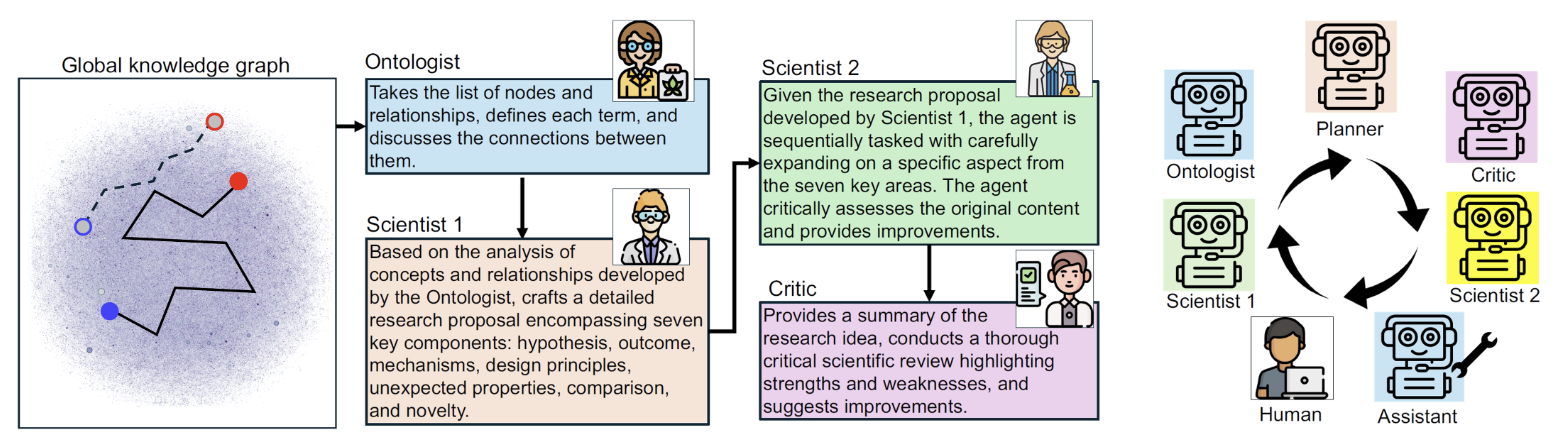 Global knowledge graph
Ontologist
Takes the list of nodes and
relationships, defines each term, and
discusses the connections between
them.
Scientist 1
Based on the analysis of
concepts and relationships developed
by the Ontologist, crafts a detailed
research proposal encompassing seven
key components: hypothesis, outcome,
mechanisms, design principles,
unexpected properties, comparison,
and novelty.
Scientist 2
Given the research proposal
developed by Scientist 1, the agent is
sequentially tasked with carefully
expanding on a specific aspect from
the seven key areas. The agent
critically assesses the original content
and provides improvements.
Critic
Provides a summary of the
research idea, conducts a thorough
critical scientific review highlighting
strengths and weaknesses, and
suggests improvements.
Planner
Ontologist
Critic
Scientist 1
Scientist 2
Human
Assistant